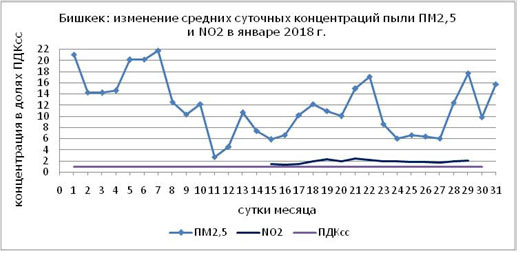 Бишкек: изменение средних суточных концентраций пыли ПМ2,5
и NO2 в январе 2018 г.
концентрация в долях ПДКсс
22
20
18
16
14
12
10
8
6
4
2
0
0 1 2 3 4 5 6 7 8 9 10 11 12 13 14 15 16 17 18 19 20 21 22 23 24 25 26 27 28 29 30 31
сутки месяца
ПМ2,5 NO2 ПДКсс